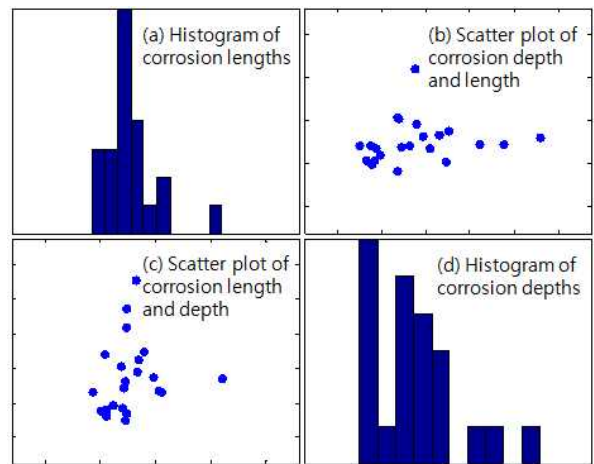 (a) Histogram of
corrosion lengths
(b) Scatter plot of
corrosion depth
and length
(c) Scatter plot of
corrosion length
and depth
(d) Histogram of
corrosion depths